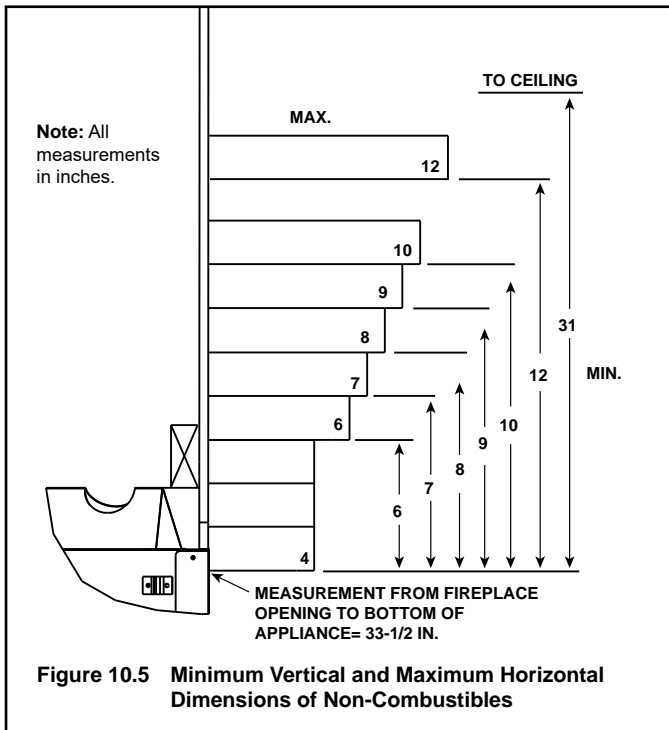 TO CEILING
MAX.
Note: All
measurements
in inches.
12
10
9
8
7
6
4
31
12
10
9
8
7
6
MIN.
MEASUREMENT FROM FIREPLACE
OPENING TO BOTTOM OF
APPLIANCE= 33-1/2 IN.
Figure 10.5 Minimum Vertical and Maximum Horizontal
Dimensions of Non-Combustibles